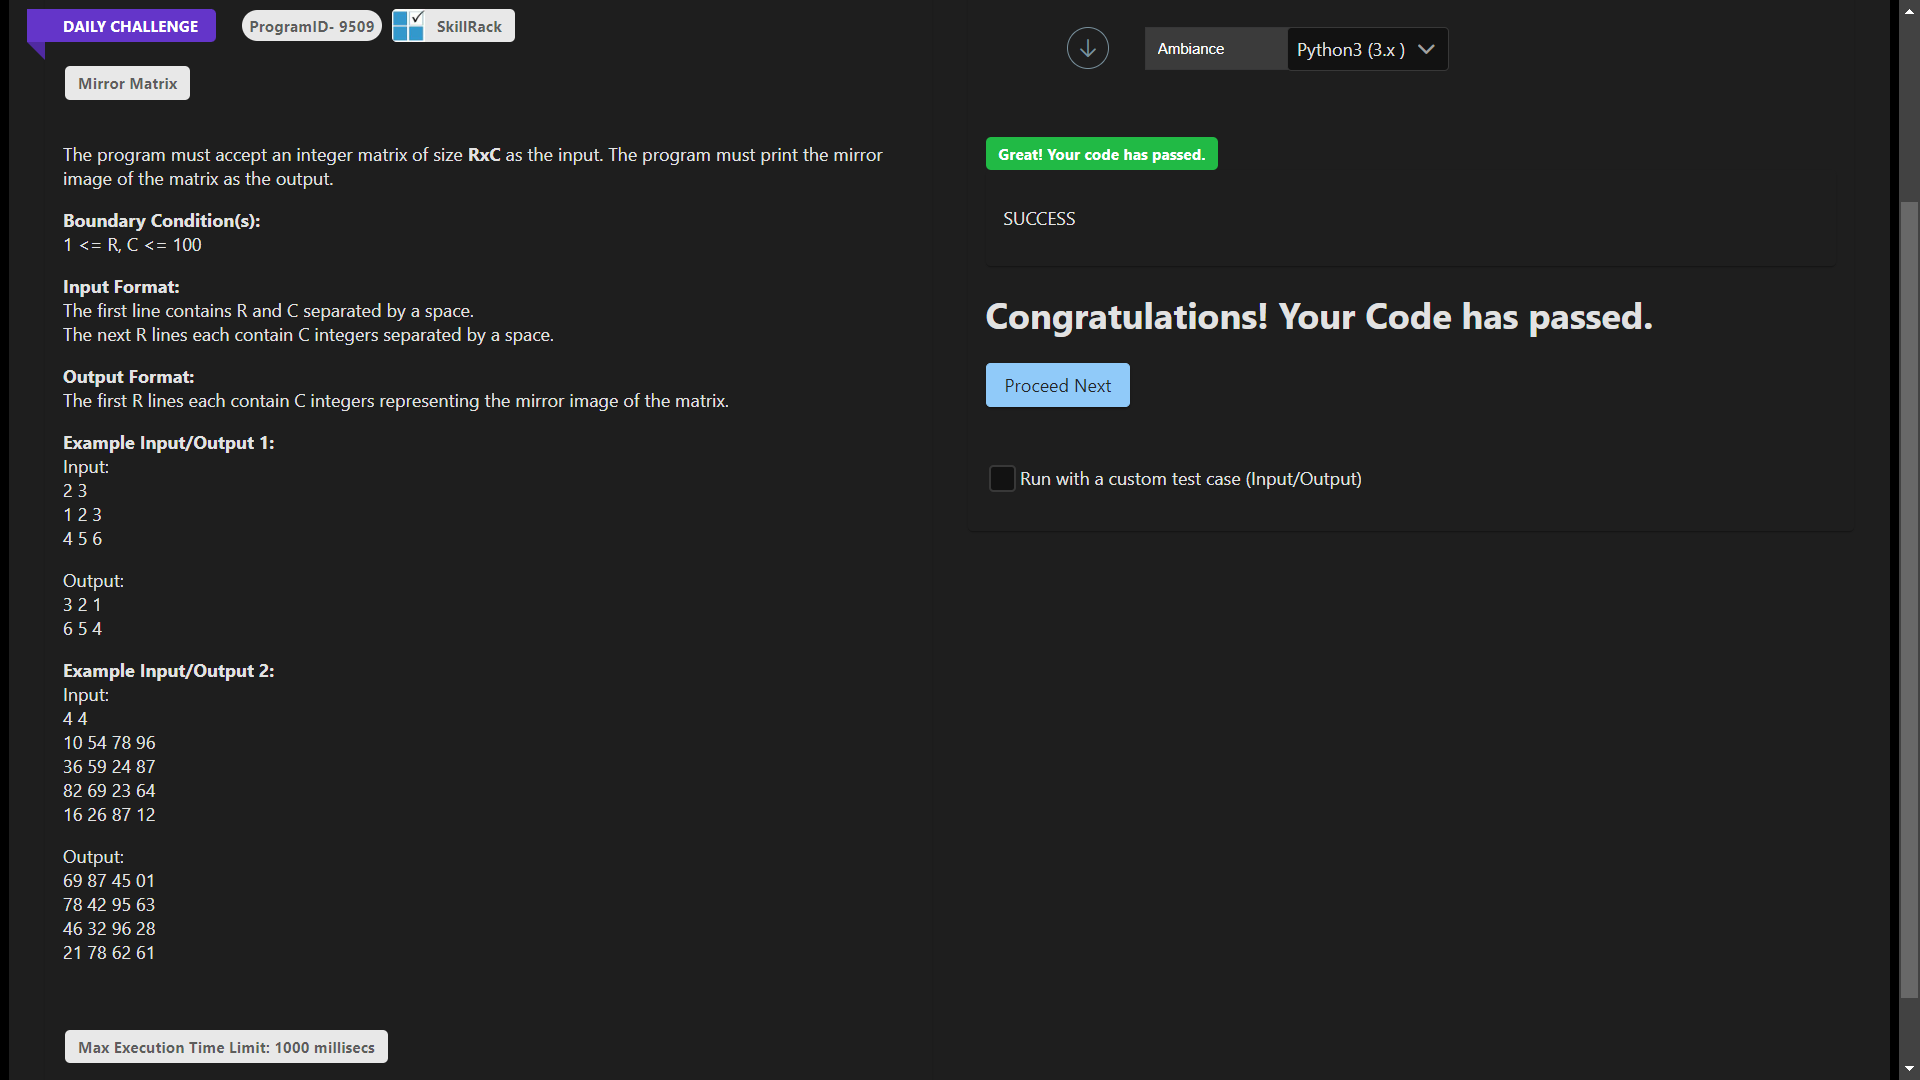 DAILY CHALLENGE
ProgramID- 9509
SkillRack
Mirror Matrix
The program must accept an integer matrix of size RxC as the input. The program must print the mirror
image of the matrix as the output.
Boundary Condition(s):
1 <= R, C <= 100
Input Format:
The first line contains R and C separated by a space.
The next R lines each contain C integers separated by a space.
Output Format:
The first R lines each contain C integers representing the mirror image of the matrix.
Example Input/Output 1:
Input:
2 3
1 2 3
4 5 6
Output:
3 2 1
6 5 4
Example Input/Output 2:
Input:
4 4
10 54 78 96
36 59 24 87
82 69 23 64
16 26 87 12
Output:
69 87 45 01
78 42 95 63
46 32 96 28
21 78 62 61
Max Execution Time Limit: 1000 millisecs
Ambiance
Python3 (3.x )
Great! Your code has passed.
SUCCESS
Congratulations! Your Code has passed.
Proceed Next
Run with a custom test case (Input/Output)